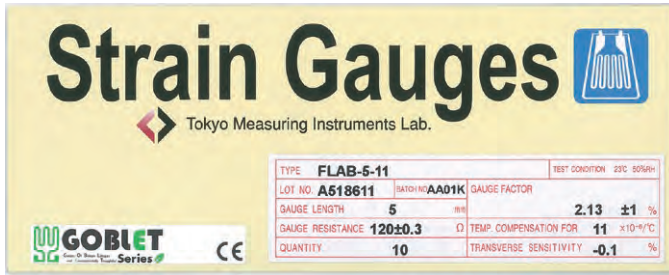 Strain Gauges
Tokyo Measuring Instruments Lab.
TYPE FLAB-5-11 TEST CONDITION 23°C 50%RH
LOT NO. A518611 BATCH NO AA01K GAUGE FACTOR
GAUGE LENGTH 5 mm 2.13 ±1 %
GAUGE RESISTANCE 120±0.3 Ω TEMP. COMPENSATION FOR 11 ×10⁻⁶/°C
QUANTITY 10 TRANSVERSE SENSITIVITY -0.1 %
GOBLET
Series
CE